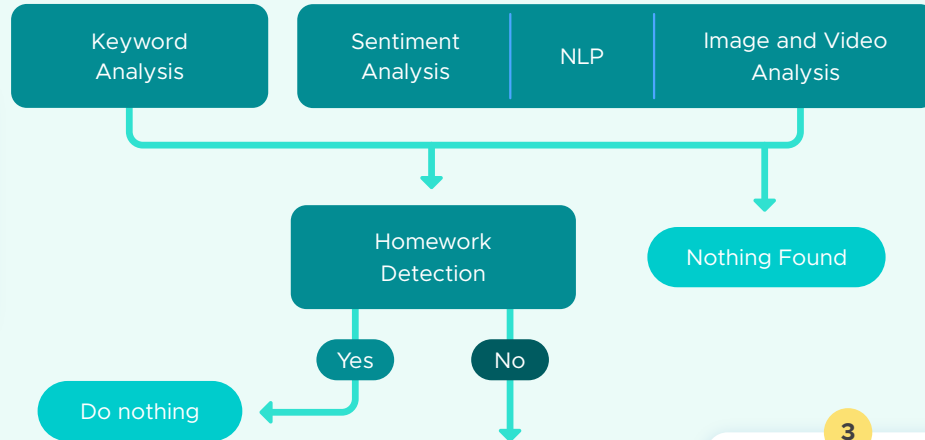 Keyword
Analysis
Sentiment
Analysis
NLP
Image and Video
Analysis
Homework
Detection
Nothing Found
Yes
No
Do nothing
3